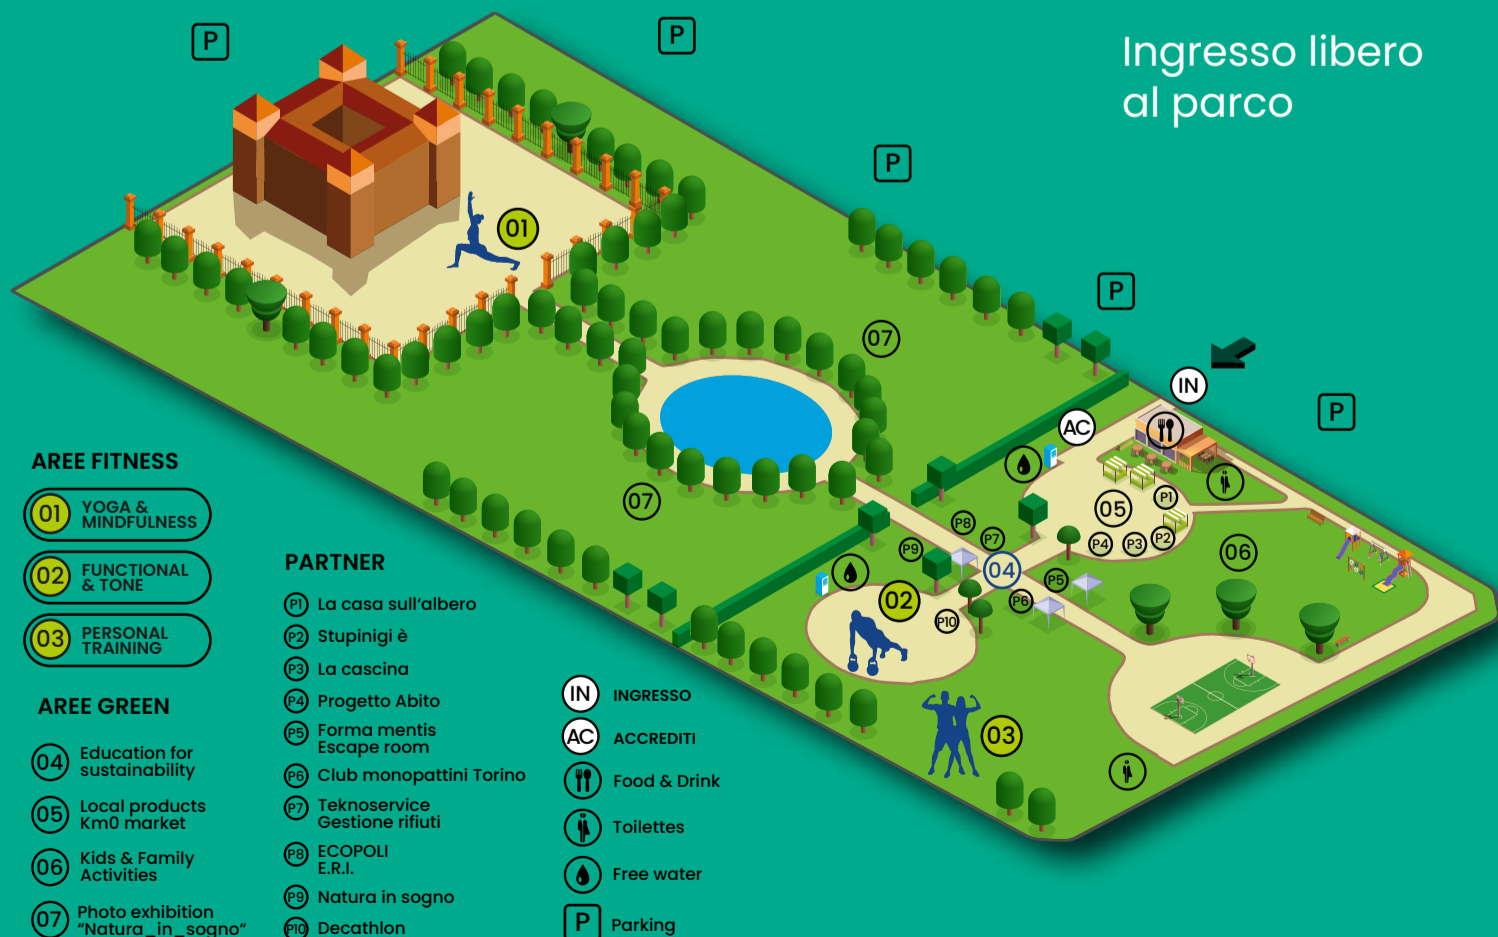 P
P
Ingresso libero
al parco
P
P
P
01
07
IN
AC
07
05
P1
P2
P3
P4
06
P8
P7
P9
04
P5
P6
02
P10
03
AREE FITNESS
01 YOGA &
MINDFULNESS
02 FUNCTIONAL
& TONE
03 PERSONAL
TRAINING
AREE GREEN
04 Education for
sustainability
05 Local products
Km0 market
06 Kids & Family
Activities
07 Photo exhibition
“Natura_in_sogno“
PARTNER
P1 La casa sull'albero
P2 Stupinigi è
P3 La cascina
P4 Progetto Abito
P5 Forma mentis
Escape room
P6 Club monopattini Torino
P7 Teknoservice
Gestione rifiuti
P8 ECOPOLI
E.R.I.
P9 Natura in sogno
P10 Decathlon
IN INGRESSO
AC ACCREDITI
Food & Drink
Toilettes
Free water
P Parking